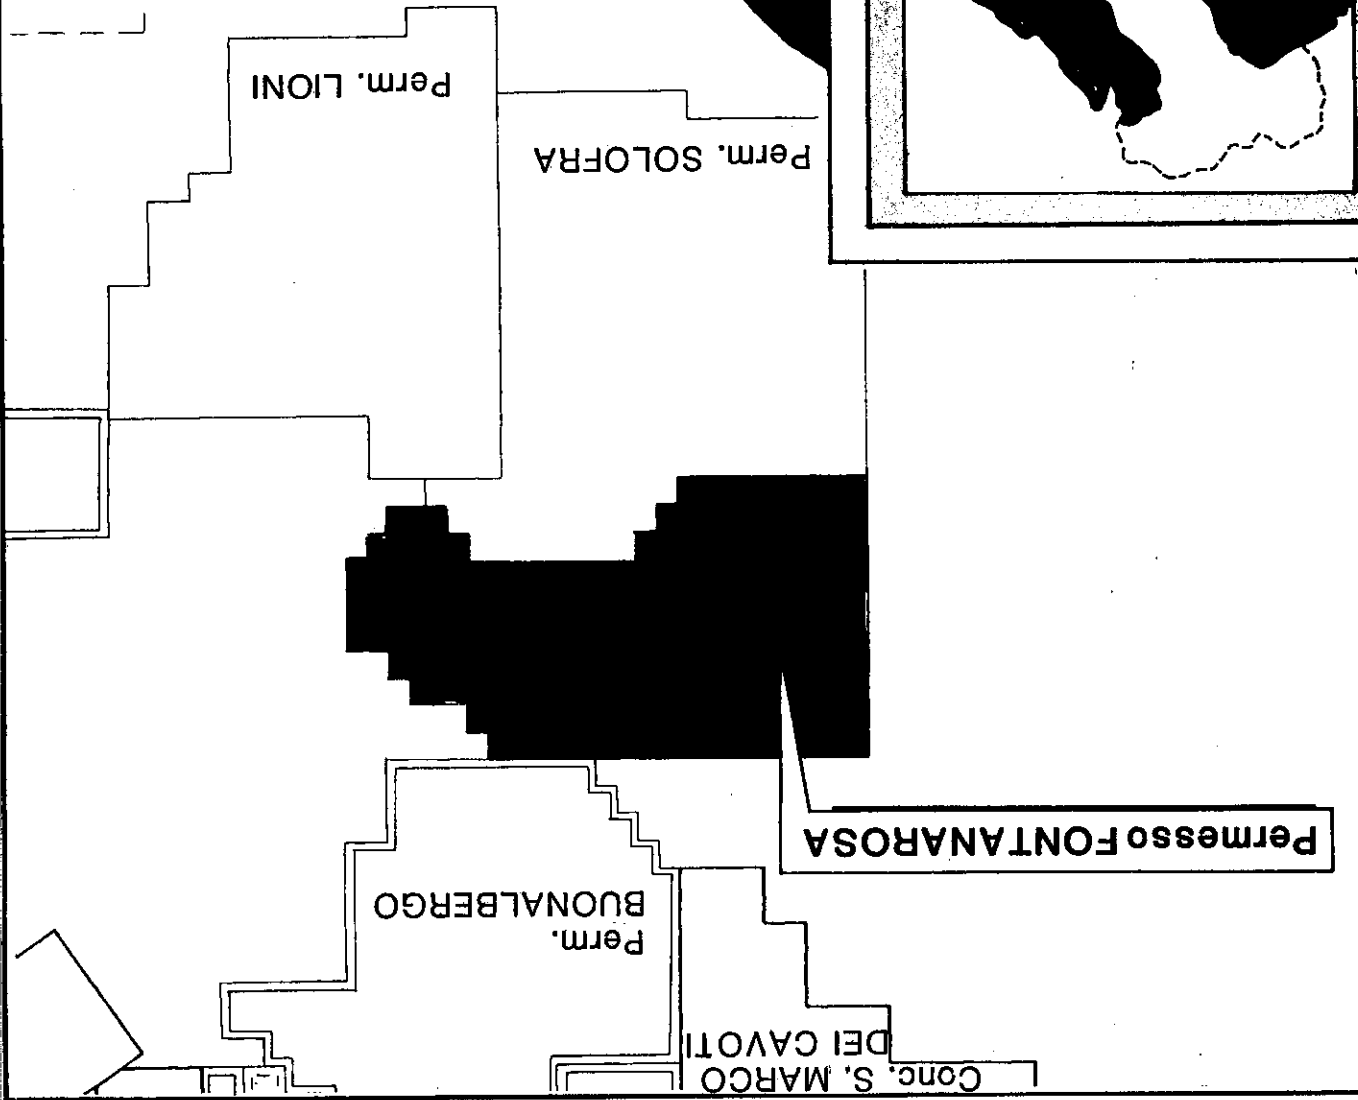 Conc. S. MARCO
DEI CAVOTI
Perm.
BUONALBERGO
Permesso FONTANAROSA
Perm. SOLOFRA
Perm. LIONI